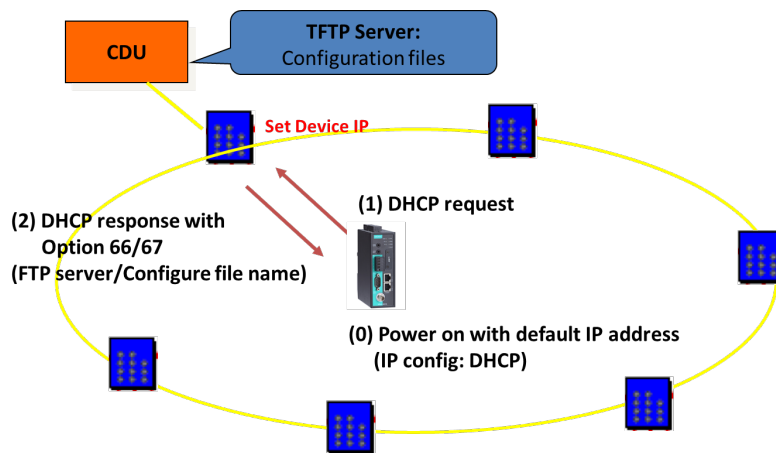 TFTP Server:
Configuration files
CDU
Set Device IP
(1) DHCP request
(2) DHCP response with
Option 66/67
(FTP server/Configure file name)
(0) Power on with default IP address
(IP config: DHCP)